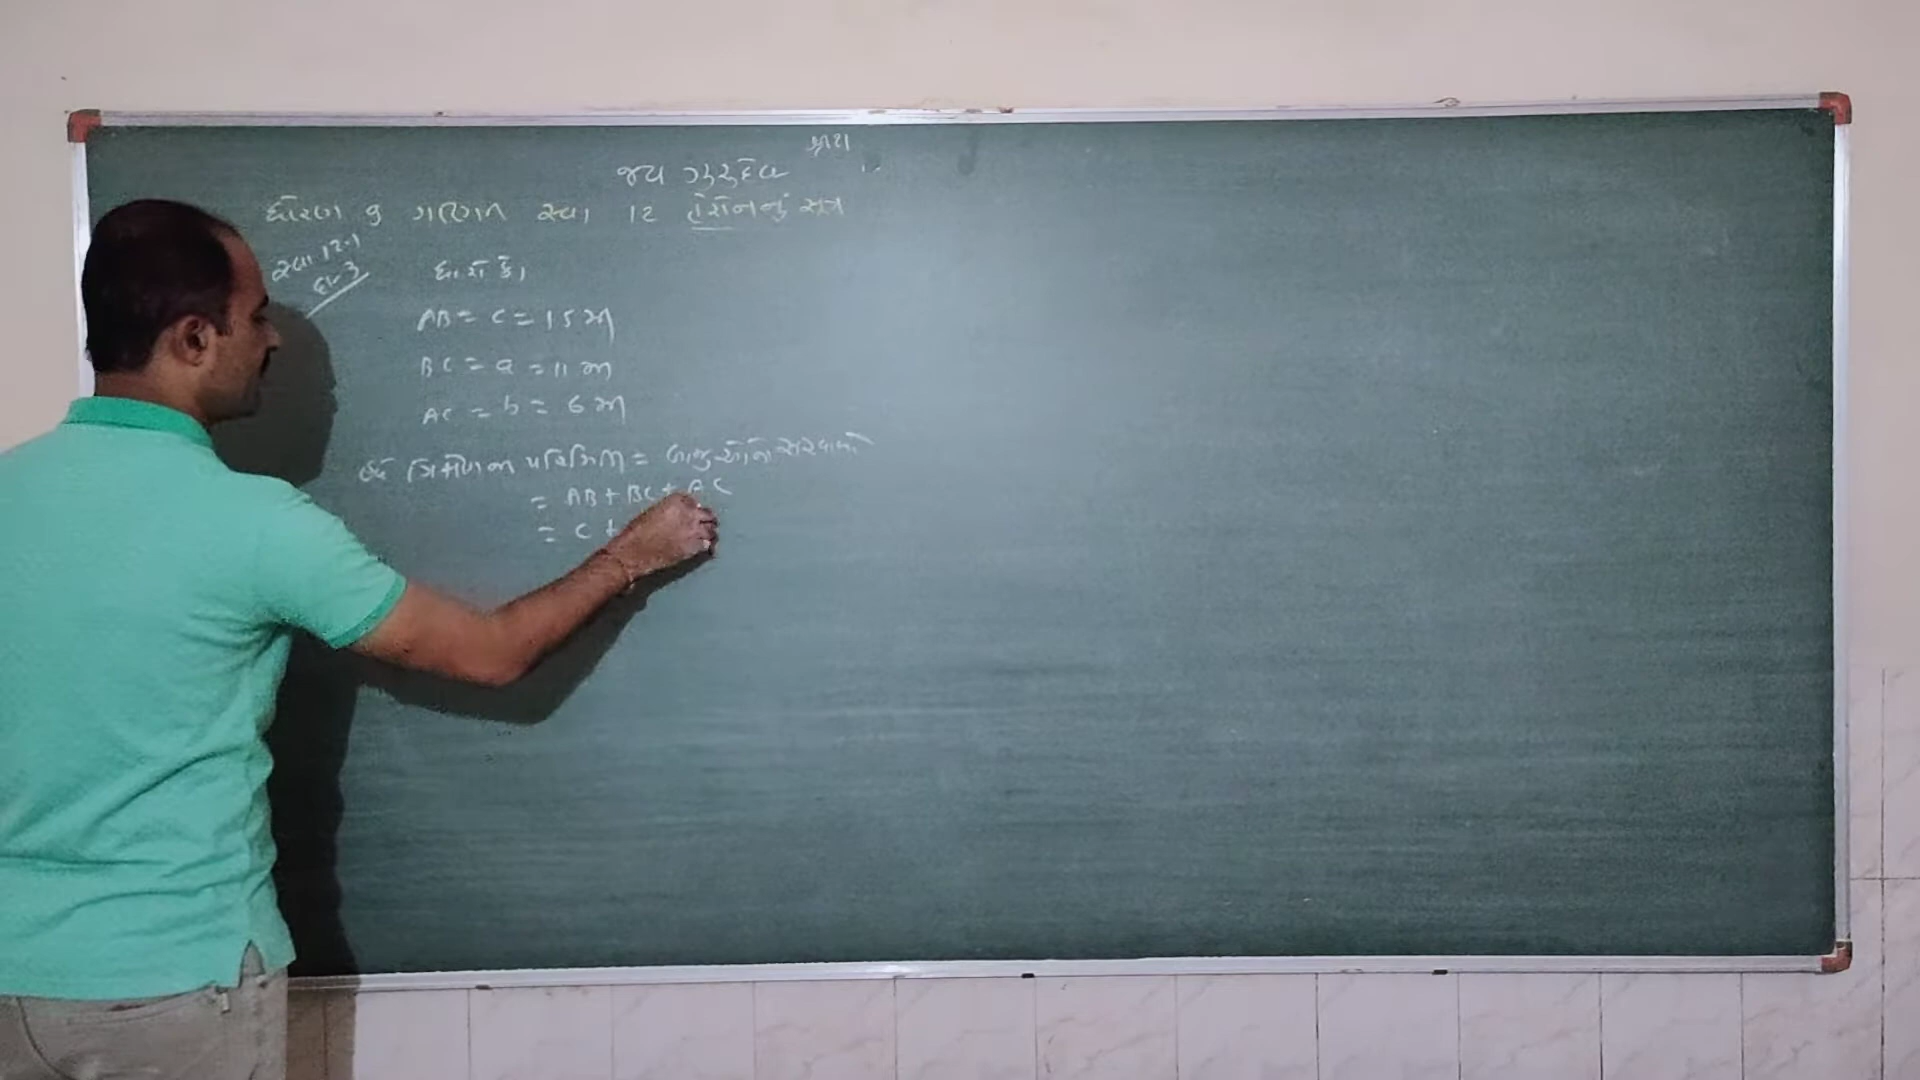 જય ગુરુદેવ
ધોરણ 9 ગણિત સ્વા 12 હેરોનનું સૂત્ર
સ્વા 12.1
દા 3
ધારો કે,
AB = c = 15 મી
BC = a = 11 મી
AC = b = 6 મી
ત્રિકોણની પરિમિતિ = બાજુઓનો સરવાળો
= AB + BC + AC
= c +